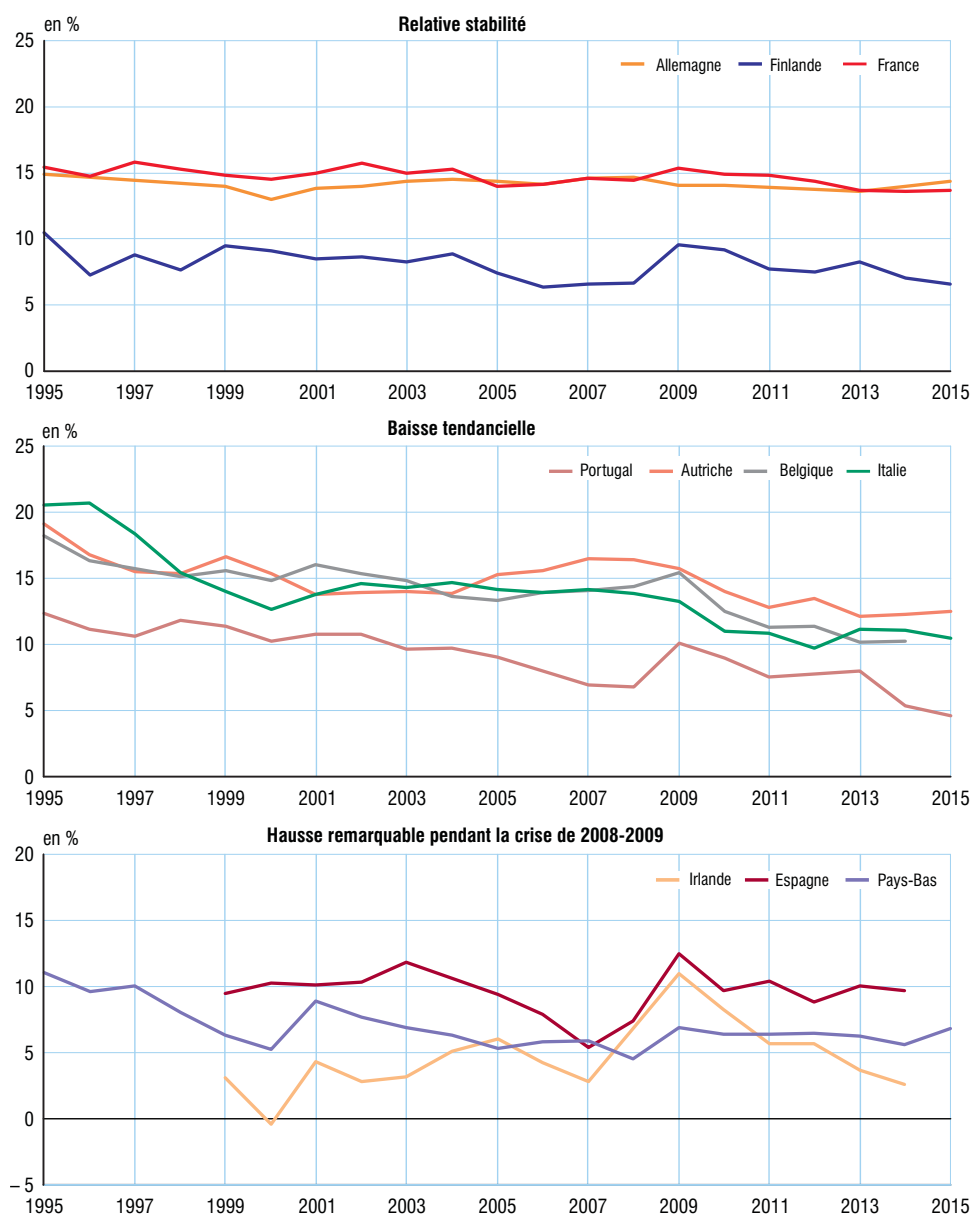 Relative stabilité
en %
Allemagne Finlande France
25
20
15
10
5
0
1995 1997 1999 2001 2003 2005 2007 2009 2011 2013 2015
Baisse tendancielle
en %
Portugal Autriche Belgique Italie
25
20
15
10
5
0
1995 1997 1999 2001 2003 2005 2007 2009 2011 2013 2015
Hausse remarquable pendant la crise de 2008-2009
en %
Irlande Espagne Pays-Bas
20
15
10
5
0
– 5
1995 1997 1999 2001 2003 2005 2007 2009 2011 2013 2015